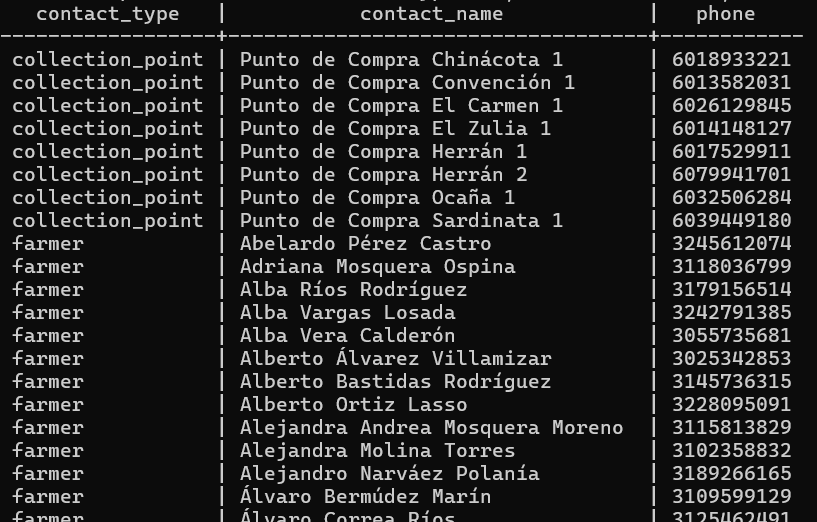 contact_type | contact_name | phone
------------------+-----------------------------------+------------
collection_point | Punto de Compra Chinácota 1 | 6018933221
collection_point | Punto de Compra Convención 1 | 6013582031
collection_point | Punto de Compra El Carmen 1 | 6026129845
collection_point | Punto de Compra El Zulia 1 | 6014148127
collection_point | Punto de Compra Herrán 1 | 6017529911
collection_point | Punto de Compra Herrán 2 | 6079941701
collection_point | Punto de Compra Ocaña 1 | 6032506284
collection_point | Punto de Compra Sardinata 1 | 6039449180
farmer | Abelardo Pérez Castro | 3245612074
farmer | Adriana Mosquera Ospina | 3118036799
farmer | Alba Ríos Rodríguez | 3179156514
farmer | Alba Vargas Losada | 3242791385
farmer | Alba Vera Calderón | 3055735681
farmer | Alberto Álvarez Villamizar | 3025342853
farmer | Alberto Bastidas Rodríguez | 3145736315
farmer | Alberto Ortiz Lasso | 3228095091
farmer | Alejandra Andrea Mosquera Moreno | 3115813829
farmer | Alejandra Molina Torres | 3102358832
farmer | Alejandro Narváez Polanía | 3189266165
farmer | Álvaro Bermúdez Marín | 3109599129
farmer | Álvaro Correa Ríos | 3125462491